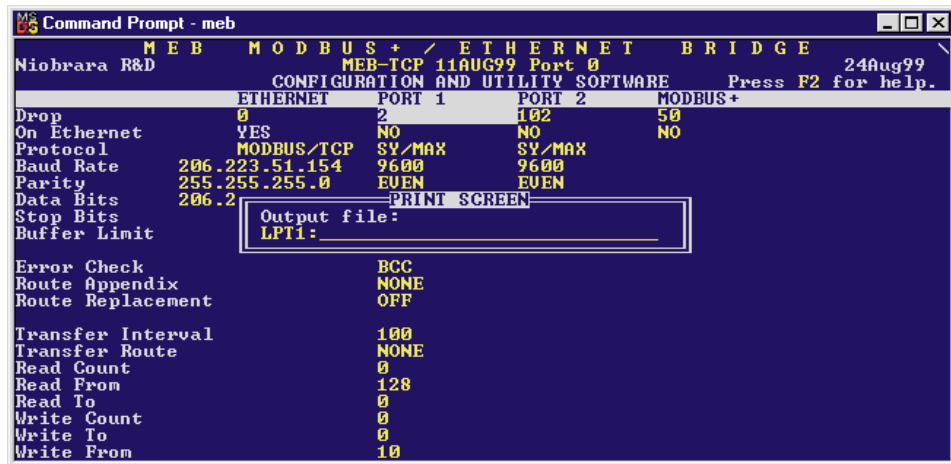 Command Prompt - meb
M E B M O D B U S + / E T H E R N E T B R I D G E
Niobrara R&D MEB-TCP 11AUG99 Port 0 24Aug99
CONFIGURATION AND UTILITY SOFTWARE Press F2 for help.
ETHERNET PORT 1 PORT 2 MODBUS+
Drop 0 2 102 50
On Ethernet YES NO NO NO
Protocol MODBUS/TCP SY/MAX SY/MAX
Baud Rate 206.223.51.154 9600 9600
Parity 255.255.255.0 EVEN EVEN
Data Bits 206.2 PRINT SCREEN
Stop Bits Output file:
Buffer Limit LPT1:
Error Check BCC
Route Appendix NONE
Route Replacement OFF
Transfer Interval 100
Transfer Route NONE
Read Count 0
Read From 128
Read To 0
Write Count 0
Write To 0
Write From 10